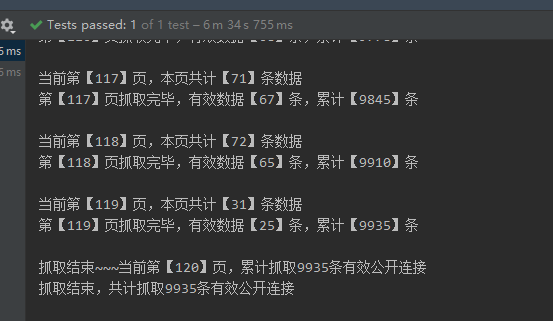 Tests passed: 1 of 1 test – 6 m 34 s 755 ms
6 ms
6 ms
当前第【117】页，本页共计【71】条数据
第【117】页抓取完毕，有效数据【67】条，累计【9845】条
当前第【118】页，本页共计【72】条数据
第【118】页抓取完毕，有效数据【65】条，累计【9910】条
当前第【119】页，本页共计【31】条数据
第【119】页抓取完毕，有效数据【25】条，累计【9935】条
抓取结束~~~当前第【120】页，累计抓取9935条有效公开连接
抓取结束，共计抓取9935条有效公开连接